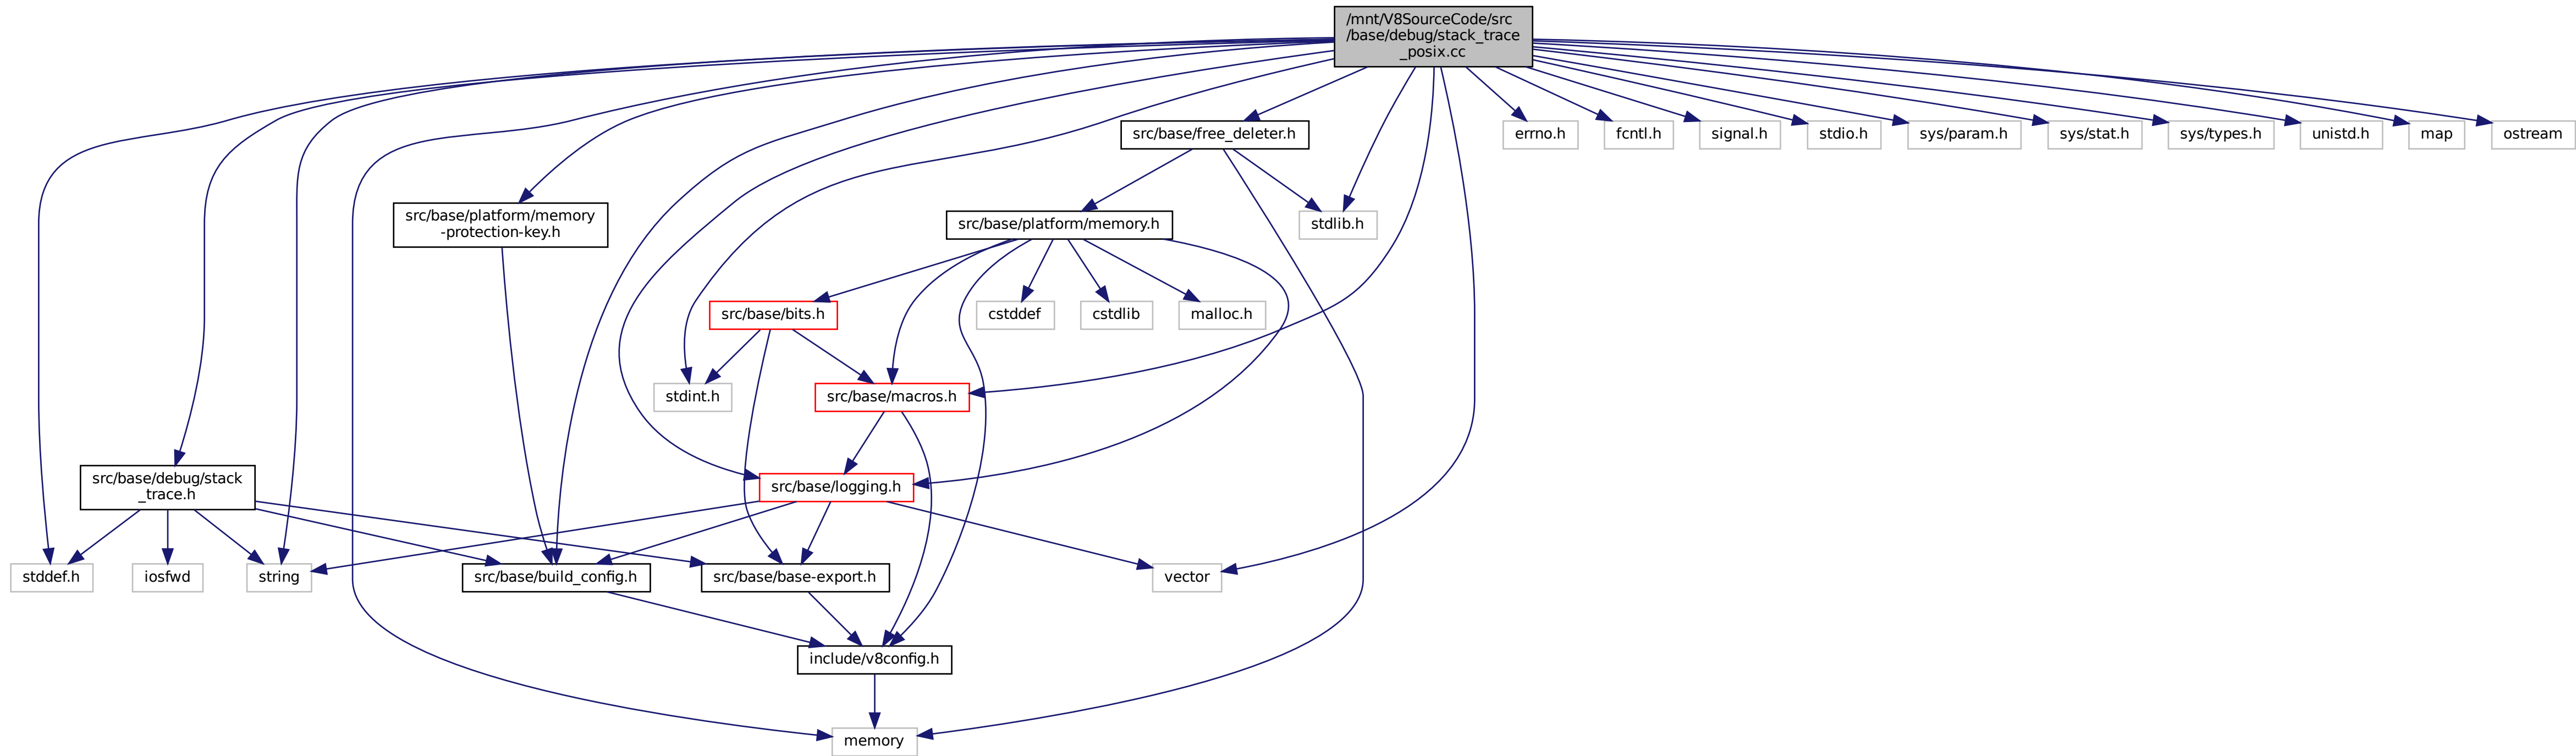 /mnt/V8SourceCode/src
/base/debug/stack_trace
_posix.cc
src/base/free_deleter.h
errno.h
fcntl.h
signal.h
stdio.h
sys/param.h
sys/stat.h
sys/types.h
unistd.h
map
ostream
src/base/platform/memory
-protection-key.h
src/base/platform/memory.h
stdlib.h
src/base/bits.h
cstddef
cstdlib
malloc.h
stdint.h
src/base/macros.h
src/base/debug/stack
_trace.h
src/base/logging.h
stddef.h
iosfwd
string
src/base/build_config.h
src/base/base-export.h
vector
include/v8config.h
memory